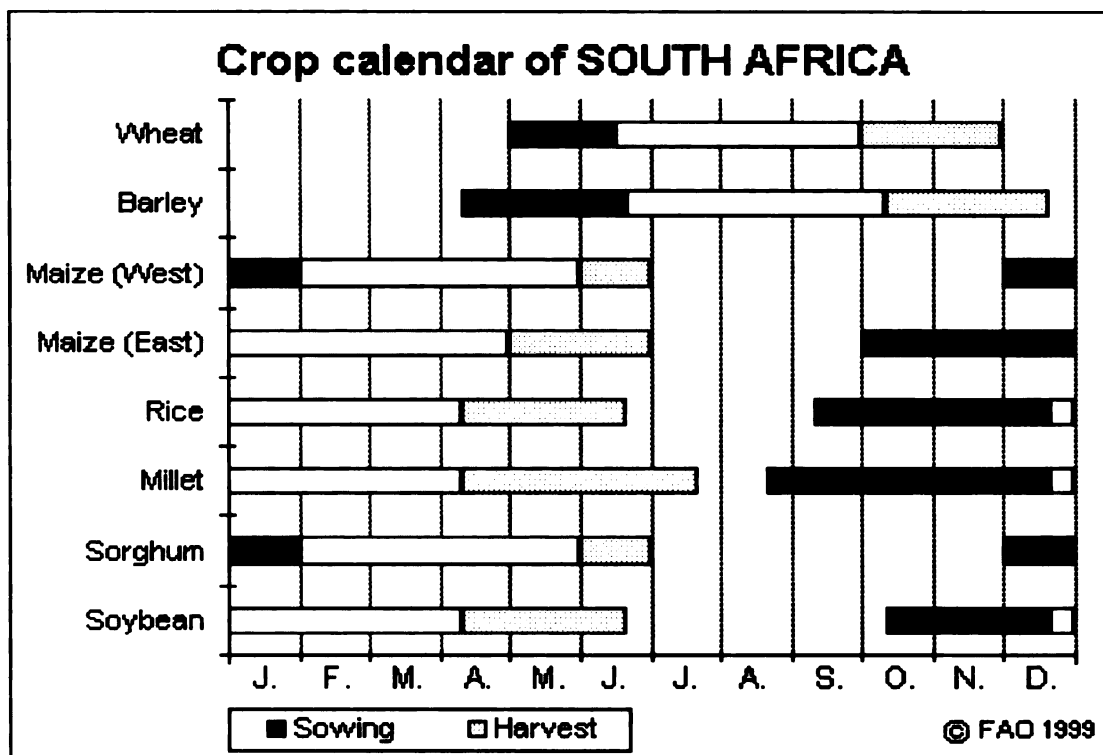 Crop calendar of SOUTH AFRICA
Wheat
Barley
Maize (West)
Maize (East)
Rice
Millet
Sorghum
Soybean
J. F. M. A. M. J. J. A. S. O. N. D.
Sowing Harvest
© FAO 1999